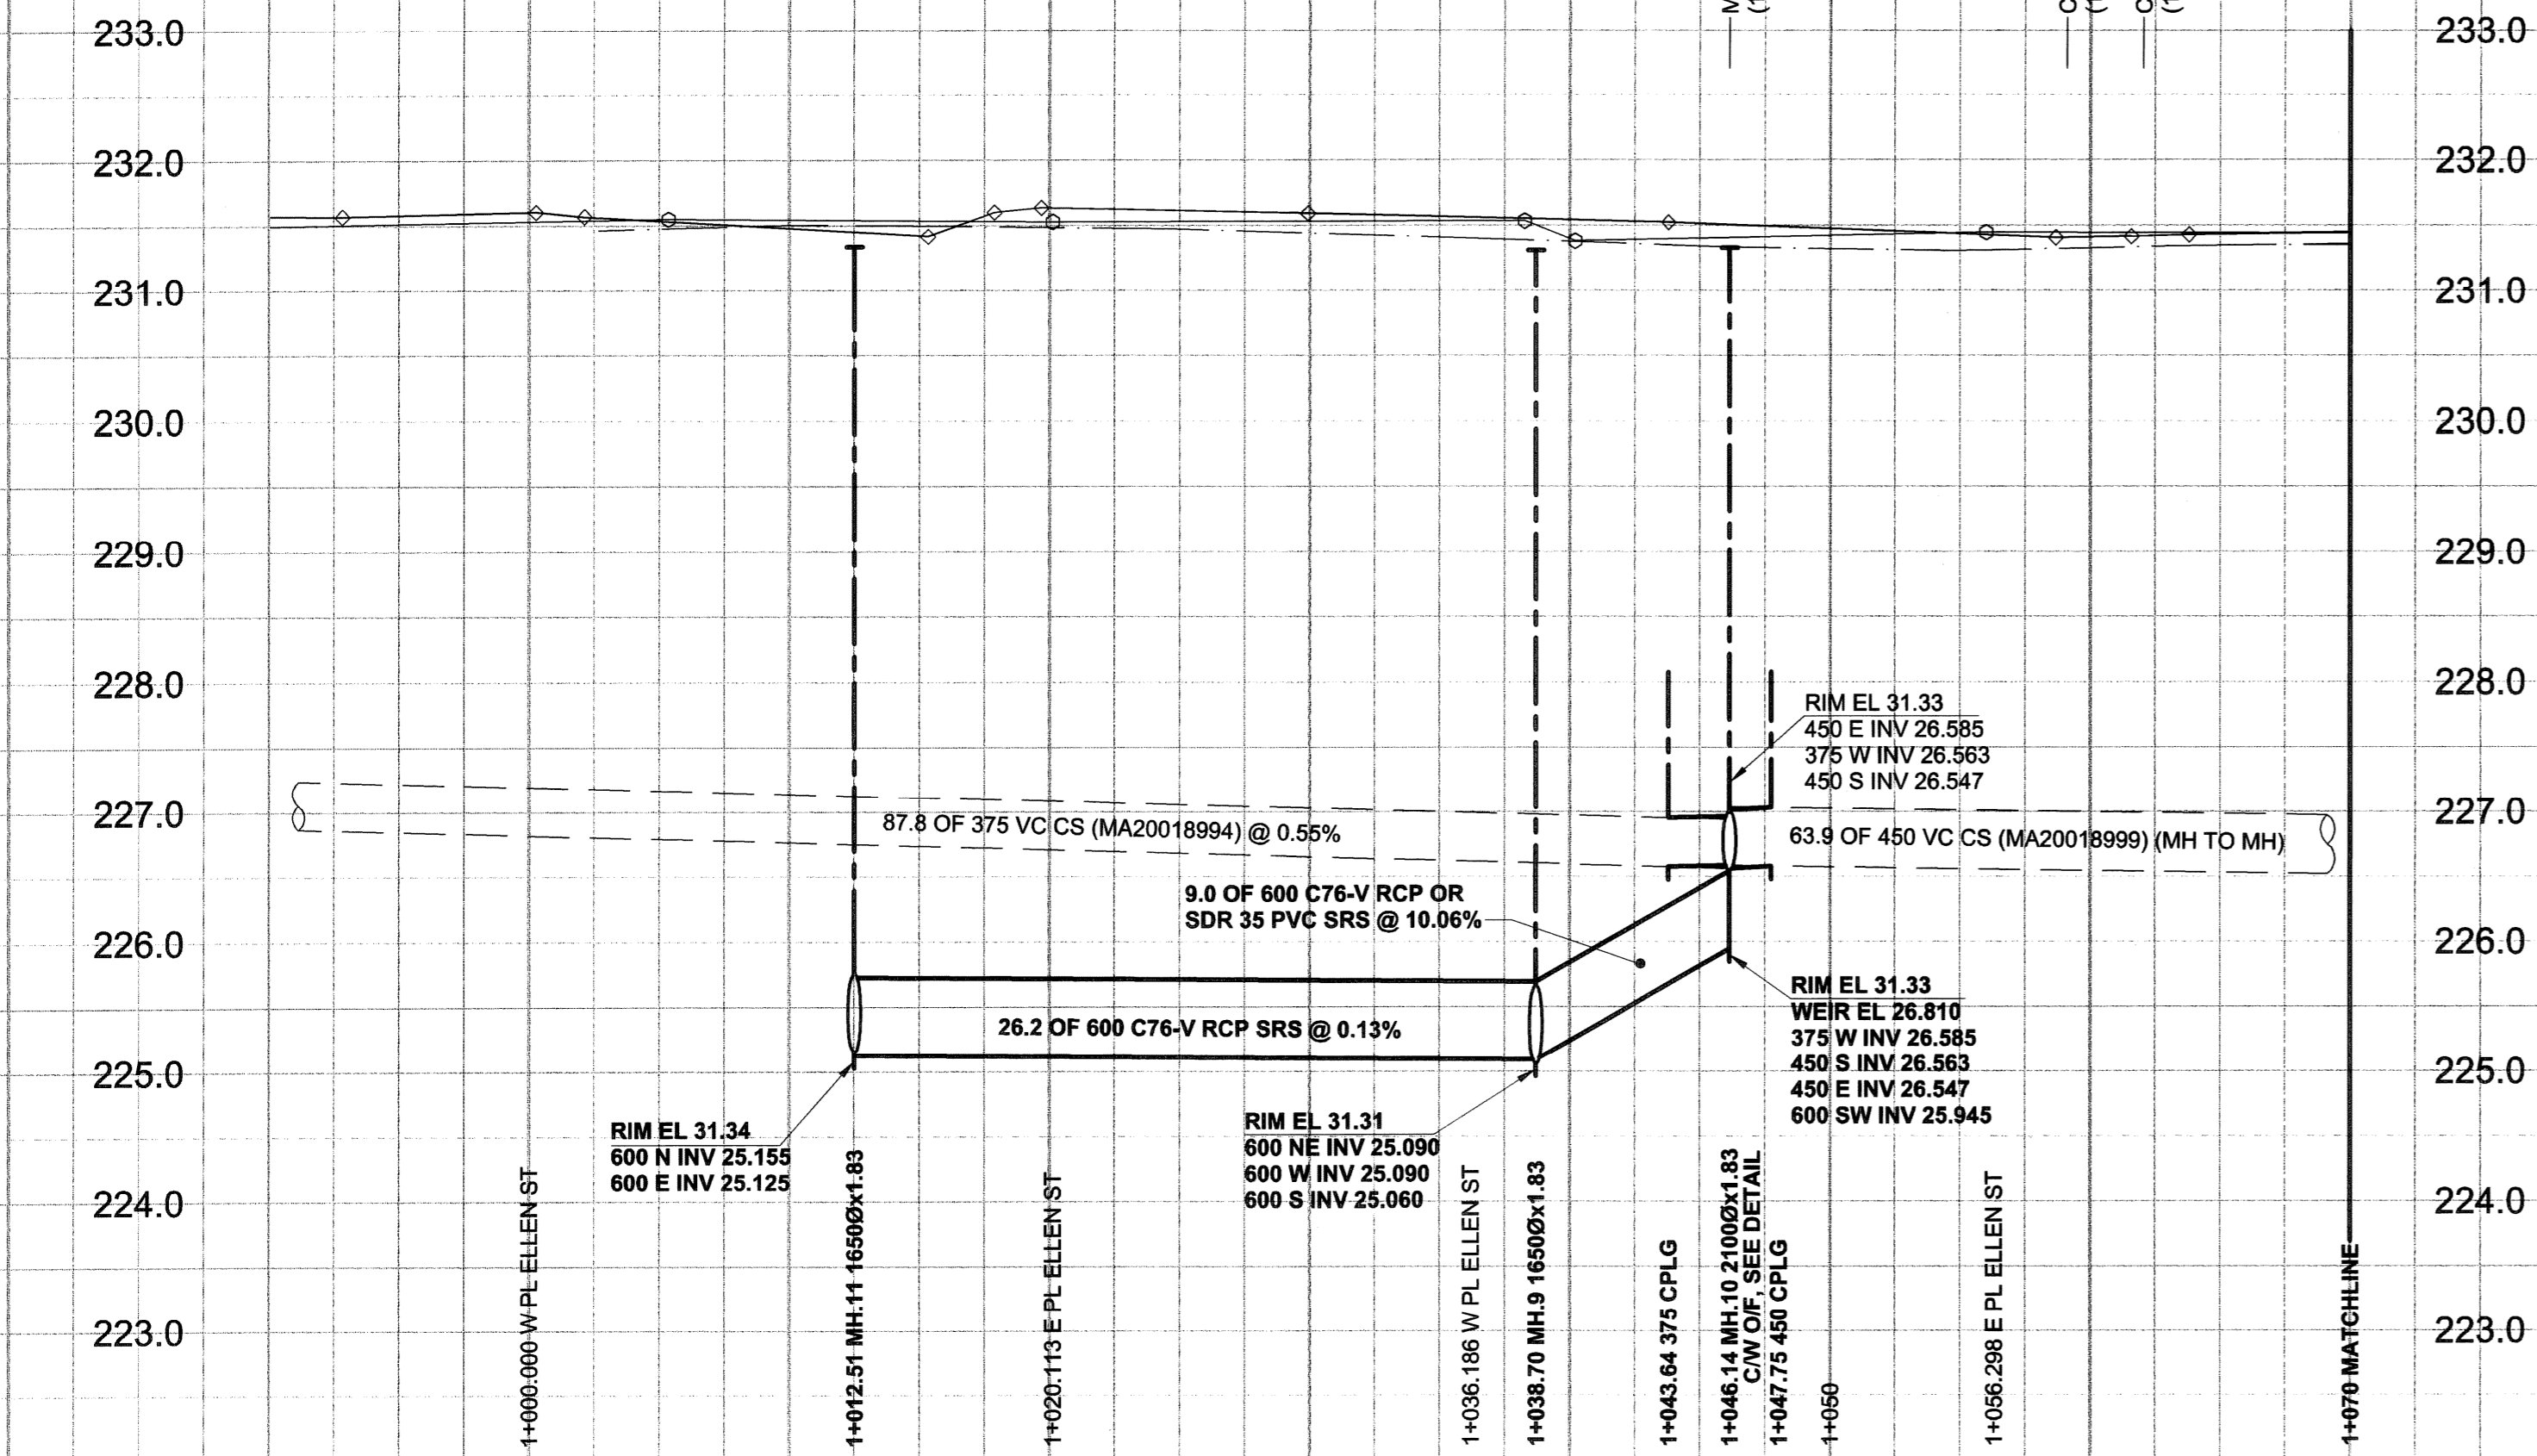 233.0
233.0
232.0
232.0
231.0
231.0
230.0
230.0
229.0
229.0
228.0
228.0
RIM EL 31.33
450 E INV 26.585
375 W INV 26.563
450 S INV 26.547
227.0
227.0
87.8 OF 375 VC CS (MA20018994) @ 0.55%
63.9 OF 450 VC CS (MA20018999) (MH TO MH)
9.0 OF 600 C76-V RCP OR
SDR 35 PVC SRS @ 10.06%
226.0
226.0
RIM EL 31.33
WEIR EL 26.810
375 W INV 26.585
450 S INV 26.563
450 E INV 26.547
600 SW INV 25.945
26.2 OF 600 C76-V RCP SRS @ 0.13%
225.0
225.0
RIM EL 31.34
600 N INV 25.155
600 E INV 25.125
RIM EL 31.31
600 NE INV 25.090
600 W INV 25.090
600 S INV 25.060
224.0
224.0
223.0
223.0
1+000.000 W PL ELLEN ST
1+012.51 MH.11 1650Øx1.83
1+020.113 E PL ELLEN ST
1+036.186 W PL ELLEN ST
1+038.70 MH.9 1650Øx1.83
1+043.64 375 CPLG
1+046.14 MH.10 2100Øx1.83
C/W O/F, SEE DETAIL
1+047.75 450 CPLG
1+050
1+056.298 E PL ELLEN ST
1+070 MATCHLINE